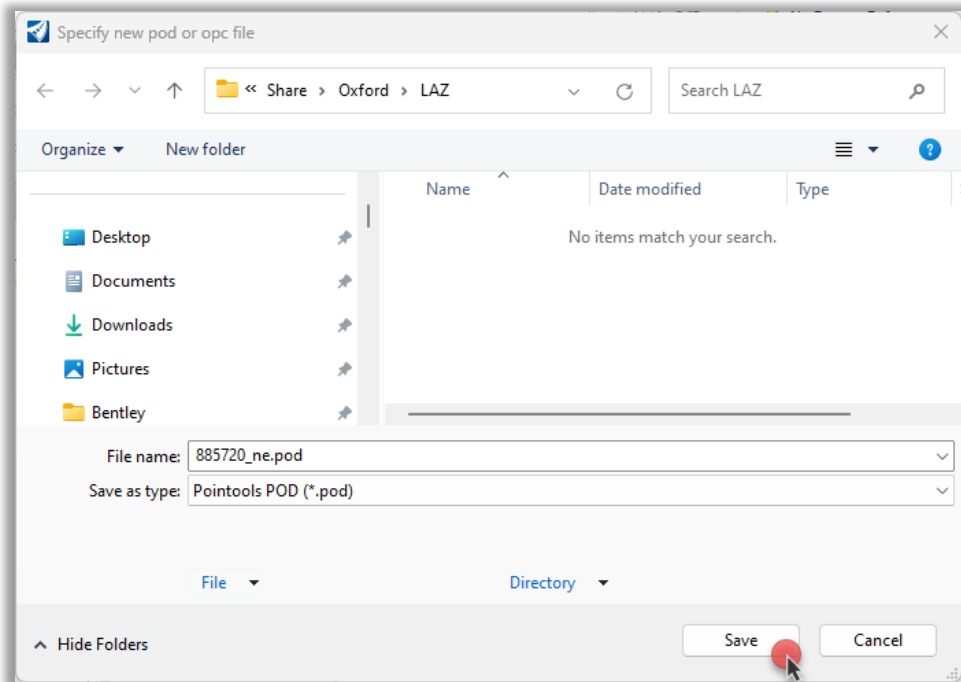 Specify new pod or opc file
« Share › Oxford › LAZ
Search LAZ
Organize
New folder
?
Name
Date modified
Type
No items match your search.
Desktop
Documents
Downloads
Pictures
Bentley
File name: 885720_ne.pod
Save as type: Pointools POD (*.pod)
File
Directory
Hide Folders
Save
Cancel